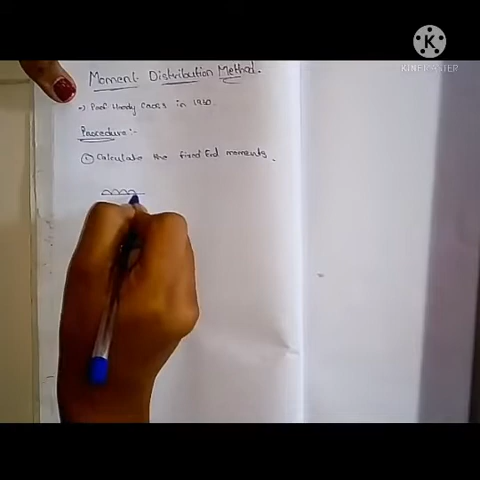 Moment Distribution Method.
→) Prof Hardy CROSS in 1930.
Procedure:-
① Calculate the fixed End moments.
K
KINEMASTER